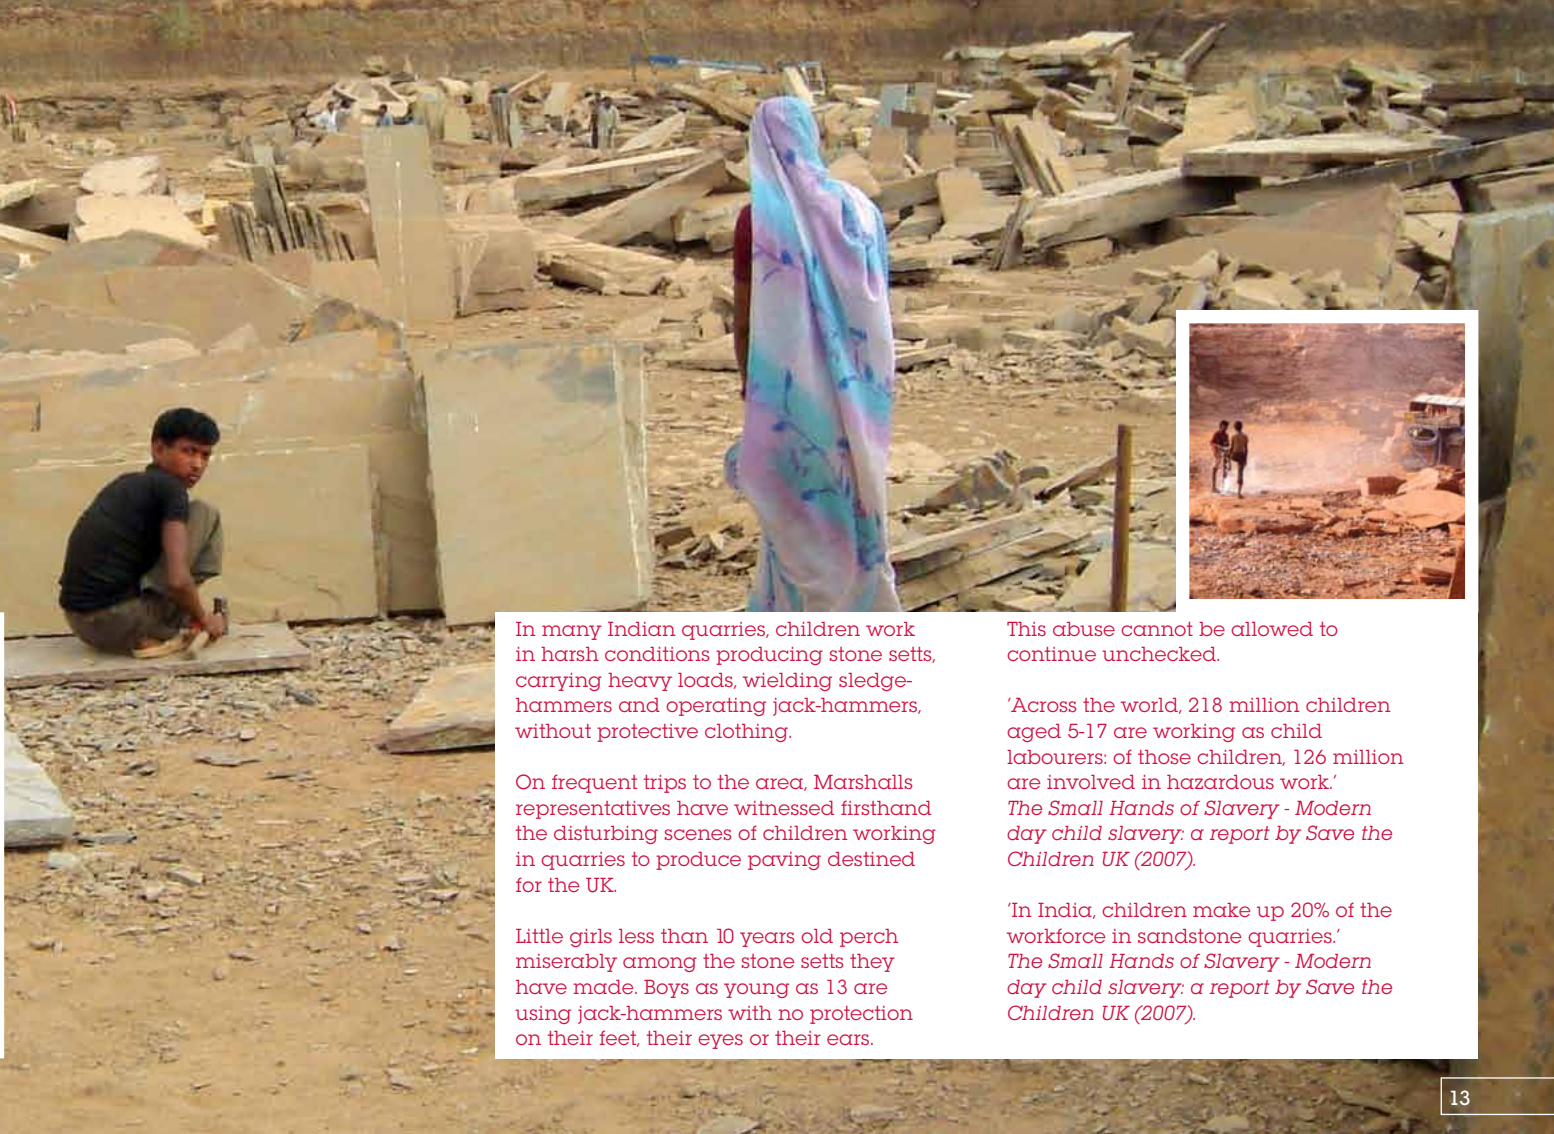 In many Indian quarries, children work
in harsh conditions producing stone setts,
carrying heavy loads, wielding sledge-
hammers and operating jack-hammers,
without protective clothing.
On frequent trips to the area, Marshalls
representatives have witnessed firsthand
the disturbing scenes of children working
in quarries to produce paving destined
for the UK.
Little girls less than 10 years old perch
miserably among the stone setts they
have made. Boys as young as 13 are
using jack-hammers with no protection
on their feet, their eyes or their ears.
This abuse cannot be allowed to
continue unchecked.
'Across the world, 218 million children
aged 5-17 are working as child
labourers: of those children, 126 million
are involved in hazardous work.'
The Small Hands of Slavery - Modern
day child slavery: a report by Save the
Children UK (2007).
'In India, children make up 20% of the
workforce in sandstone quarries.'
The Small Hands of Slavery - Modern
day child slavery: a report by Save the
Children UK (2007).
13